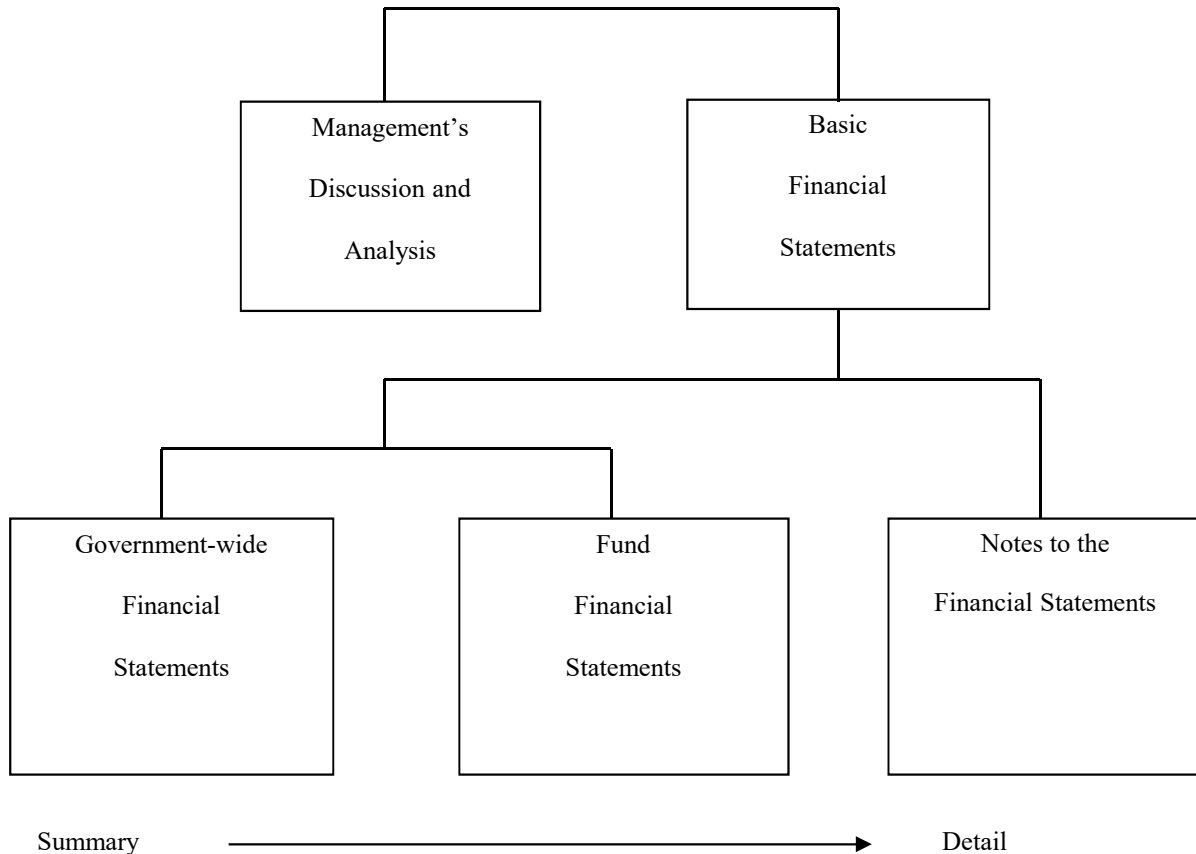 Management’s
Discussion and
Analysis
Basic
Financial
Statements
Government-wide
Financial
Statements
Fund
Financial
Statements
Notes to the
Financial Statements
Summary
Detail